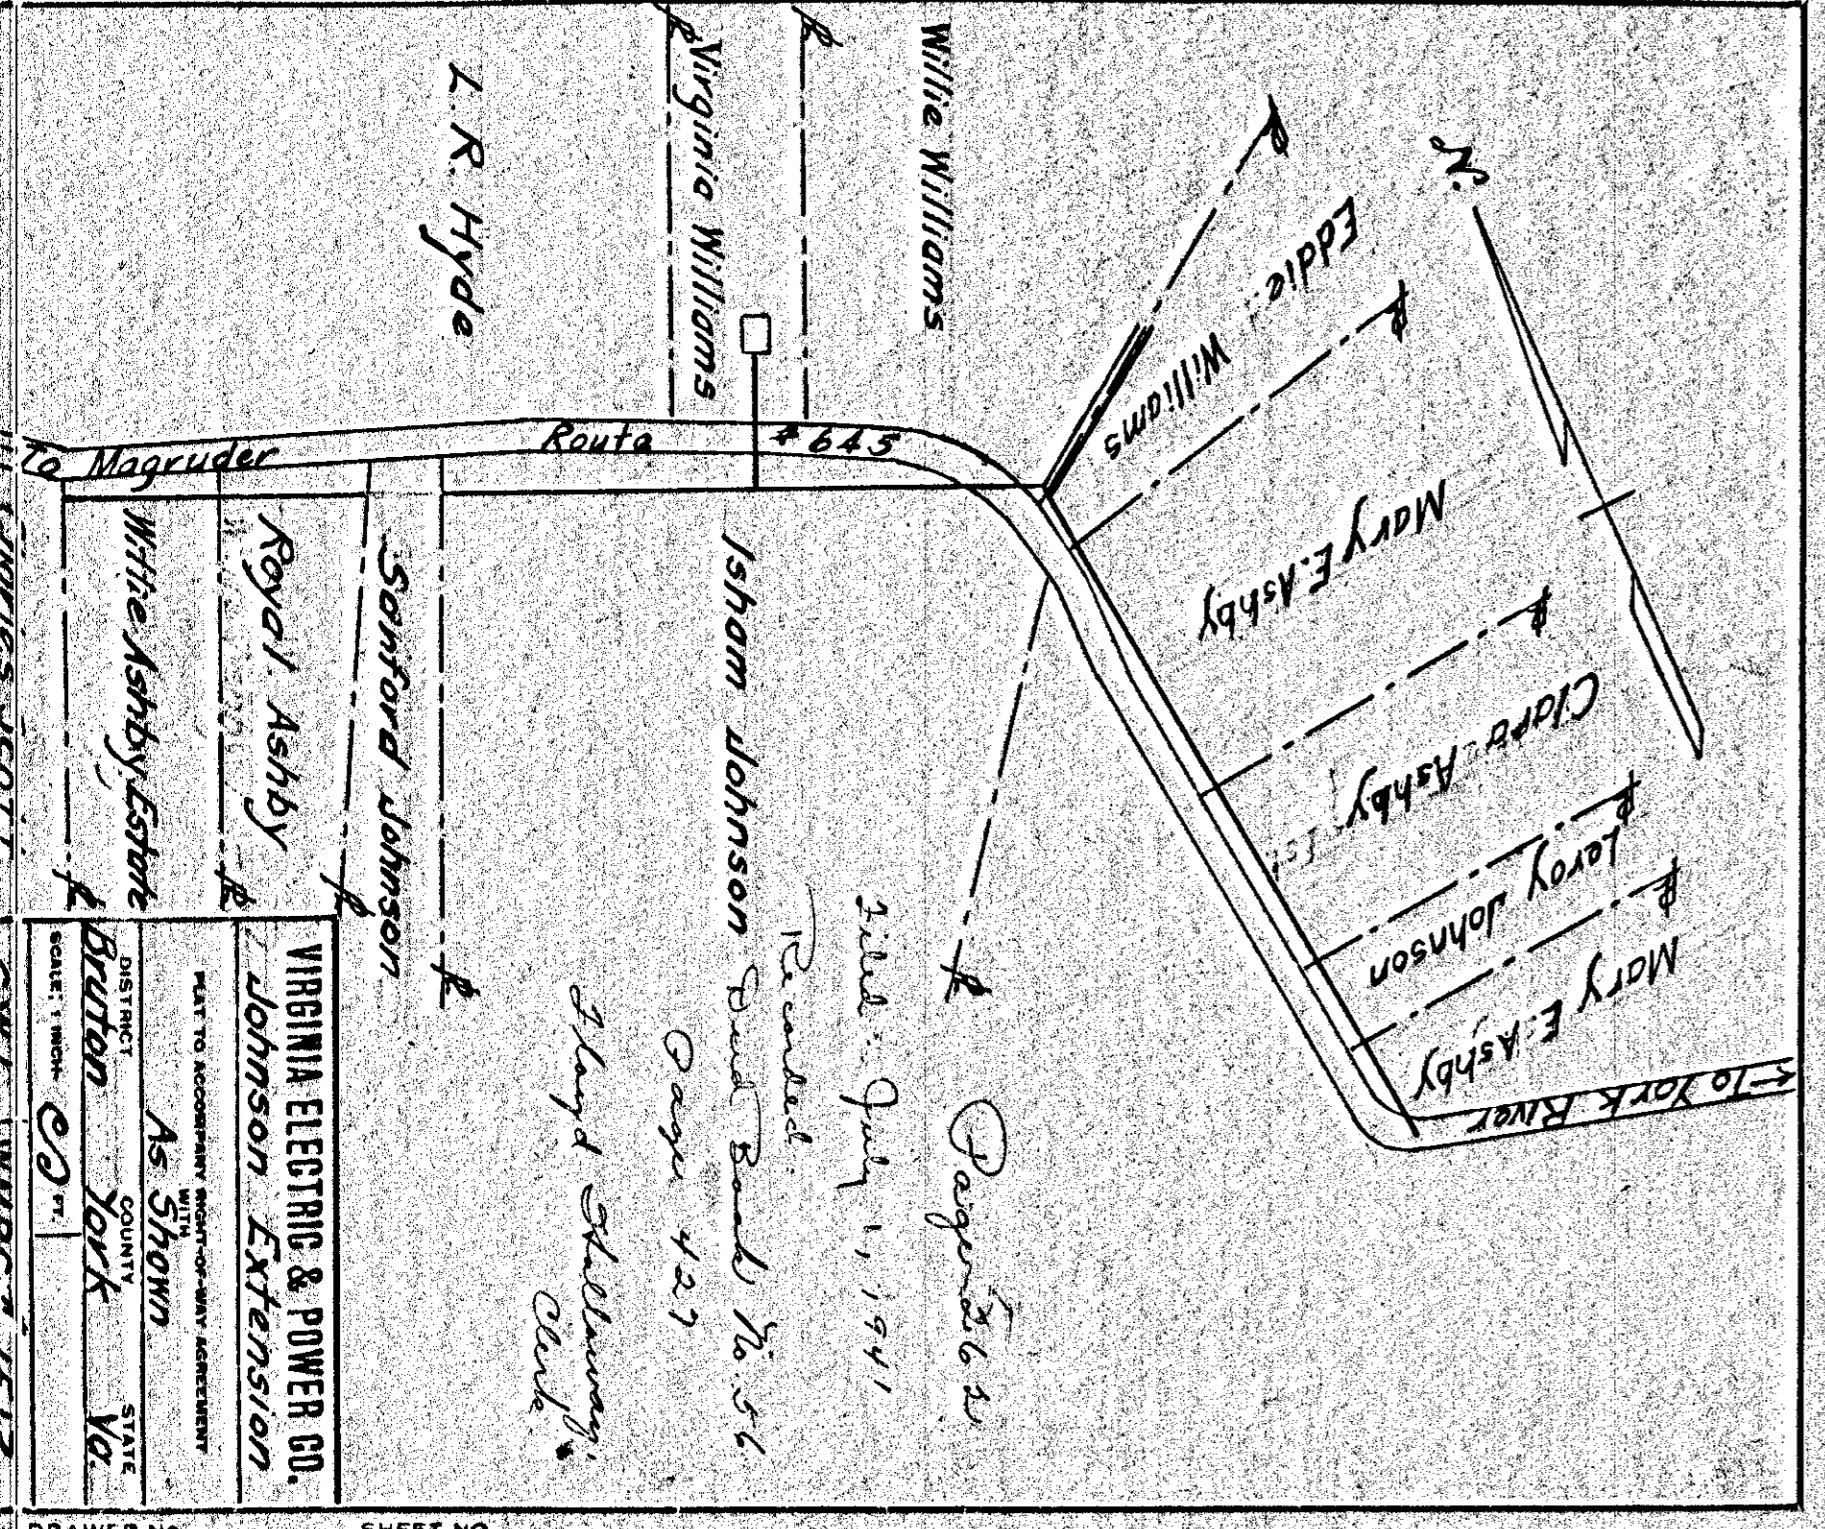 Willie Williams
Virginia Williams
L. R. Hyde
N.
Eddie Williams
Mary E. Ashby
Clara Ashby
Leroy Johnson
Mary E. Ashby
← To York River
To Magruder
Route # 645
Isham Johnson
Sanford Johnson
Royal Ashby
Willie Ashby Estate
Filed: July 1, 1941
Recorded:
Deed Book No. 56
Page 427
Floyd Holloway,
Clerk
VIRGINIA ELECTRIC & POWER CO.
Johnson Extension
PLAT TO ACCOMPANY RIGHT-OF-WAY AGREEMENT
WITH
As Shown
DISTRICT COUNTY STATE
Bruton York Va.
SCALE: 1 INCH= FT.
DRAWER NO.
SHEET NO.